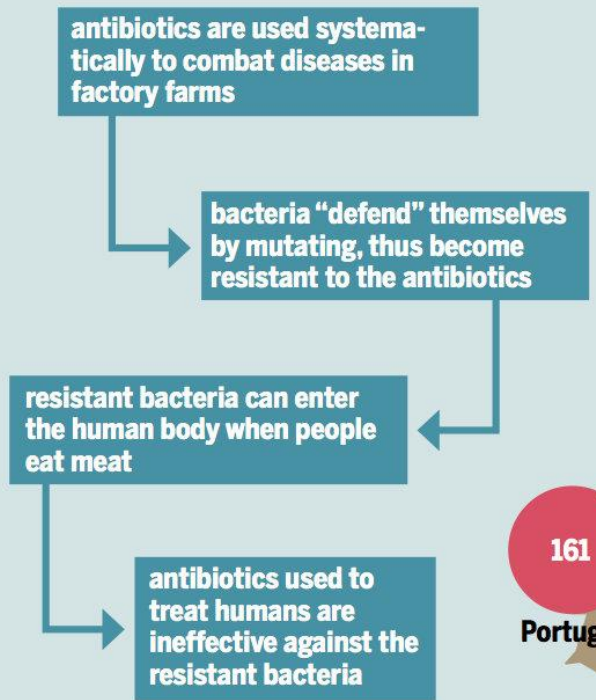 antibiotics are used systema-
tically to combat diseases in
factory farms
bacteria “defend” themselves
by mutating, thus become
resistant to the antibiotics
resistant bacteria can enter
the human body when people
eat meat
antibiotics used to
treat humans are
ineffective against the
resistant bacteria
161
Portug